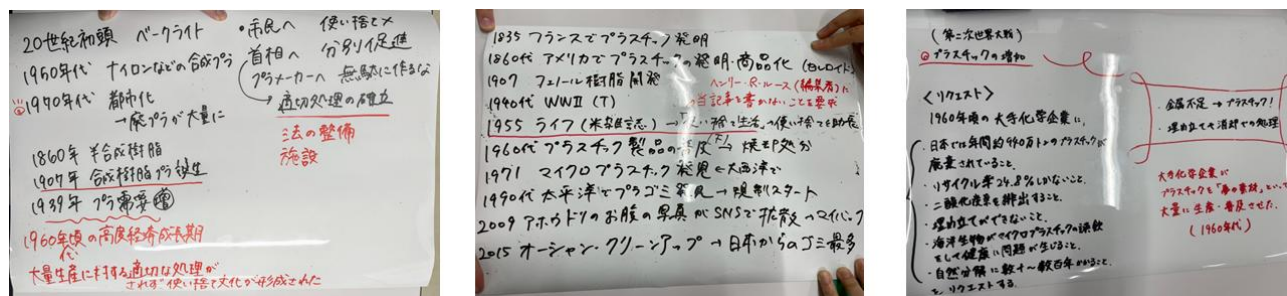 20世紀初頭 ベークライト
1950年代 ナイロンなどの合成プラ
1970年代 都市化
→廃プラが大量に
1860年 半合成樹脂
1907年 合成樹脂プラ誕生
1939年 プラ需要増
1960年頃の高度経済成長期
大量生産に対する適切な処理が
されず使い捨て文化が形成された
・市民へ 使い捨て✕
首相へ 分別促進
プラメーカーへ 無駄に作るな
→適切処理の確立
法の整備
施設
1835 フランスでプラスチック発明
1860代 アメリカでプラスチックの発明・商品化 (セルロイド)
1907 フェノール樹脂開発
ヘンリー・R・ルース(編集者)に
当記事を書かないことを要求
1940代 WWⅡ (T)
1955 ライフ(米雑誌) →「使い捨て生活」→使い捨てを助長
1960代 プラスチック製品の普及 → 焼却処分
1971 マイクロプラスチック発見 ← 大西洋で
1990代 太平洋でプラゴミ発見 → 規制スタート
2009 アホウドリのお腹の写真がSNSで拡散 マイバック
2015 オーシャン・クリーンアップ → 日本からのゴミ最多
(第二次世界大戦)
プラスチックの増加
・金属不足 → プラスチック!
・埋め立てや消却での処理
<リクエスト>
1960年頃の大手化学企業に、
・日本では年間約940万トンのプラスチックが
廃棄されていること、
・リサイクル率24.8%しかないこと、
・二酸化炭素を排出すること、
・埋め立てができないこと、
・海洋生物がマイクロプラスチックの誤飲
をして健康に問題が生じること、
・自然分解に数十〜数百年かかること、
を リクエストする
大手化学企業が
プラスチックを「夢の素材」といって
大量に生産・普及させた.
(1960年代)